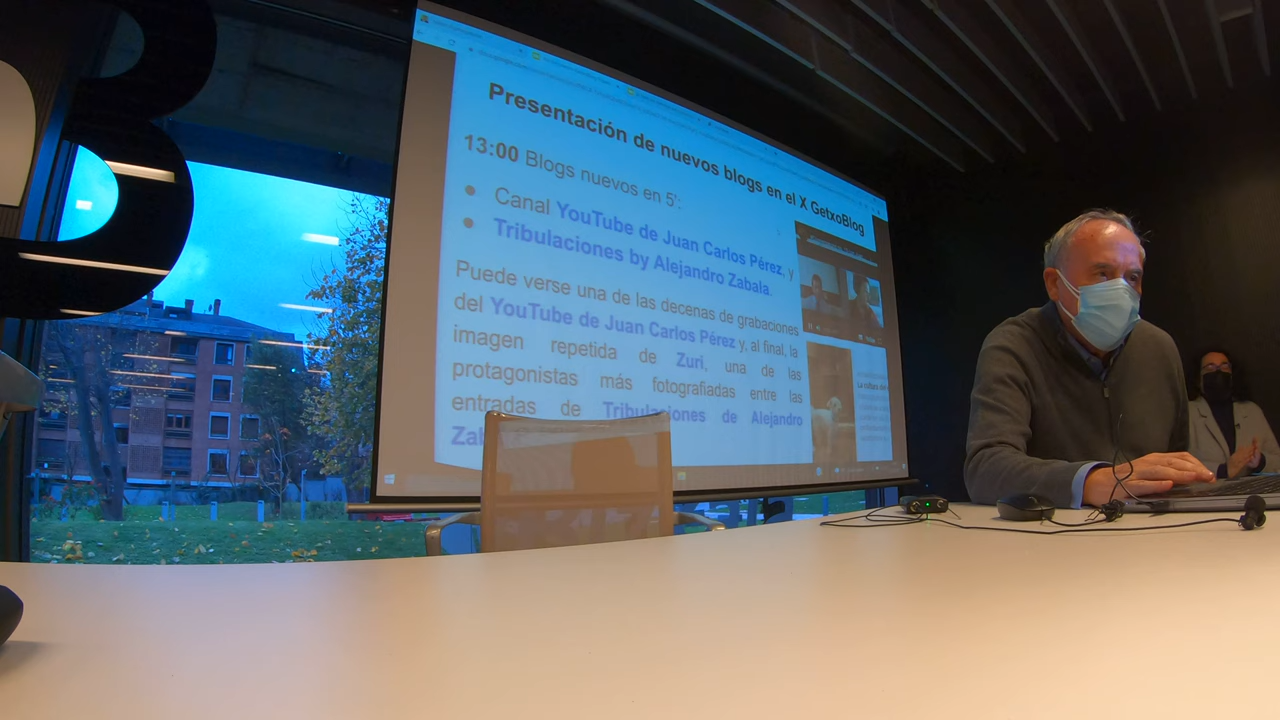 Presentación de nuevos blogs en el X GetxoBlog
13:00 Blogs nuevos en 5':
• Canal YouTube de Juan Carlos Pérez, y
• Tribulaciones by Alejandro Zabala.
Puede verse una de las decenas de grabaciones
del YouTube de Juan Carlos Pérez y, al final, la
imagen repetida de Zuri, una de las
protagonistas más fotografiadas entre las
entradas de Tribulaciones de Alejandro